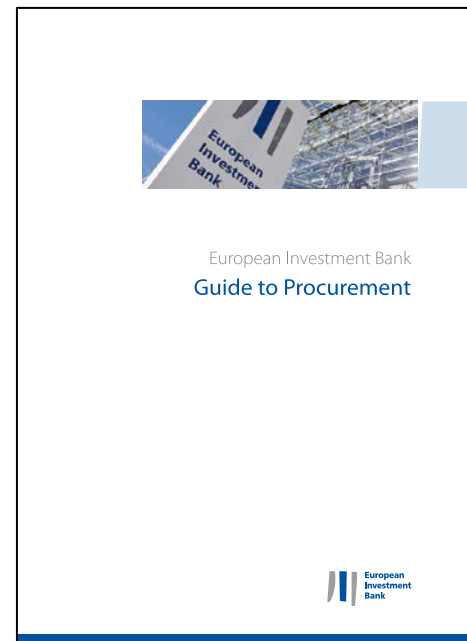 European
Investment
Bank
European Investment Bank
Guide to Procurement
European
Investment
Bank